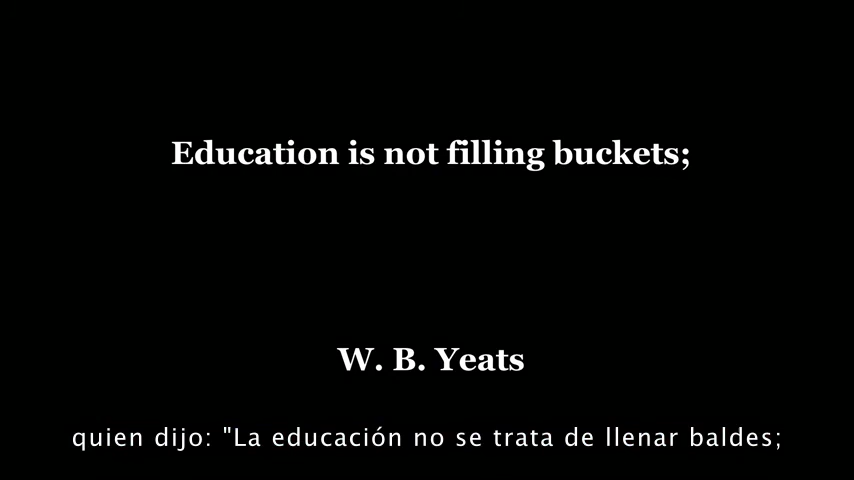 Education is not filling buckets;
W. B. Yeats
quien dijo: "La educación no se trata de llenar baldes;